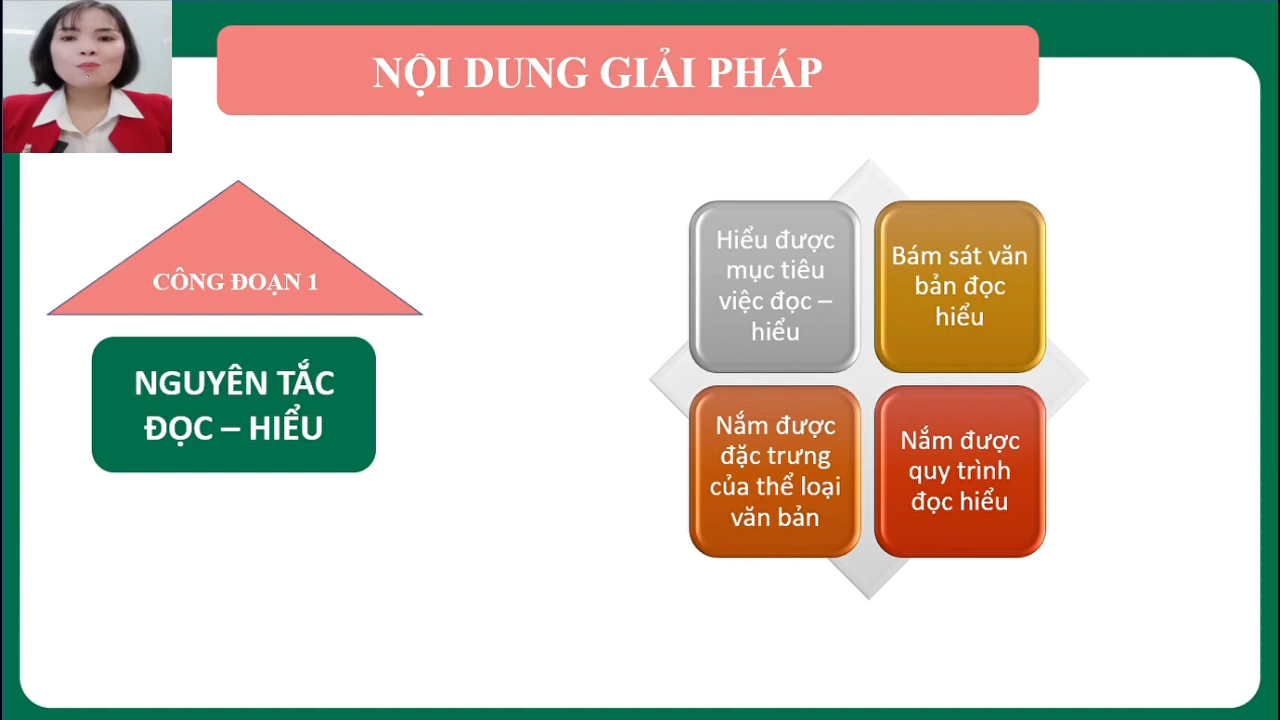 NỘI DUNG GIẢI PHÁP
CÔNG ĐOẠN 1
NGUYÊN TẮC
ĐỌC – HIỂU
Hiểu được
mục tiêu
việc đọc –
hiểu
Bám sát văn
bản đọc
hiểu
Nắm được
đặc trưng
của thể loại
văn bản
Nắm được
quy trình
đọc hiểu